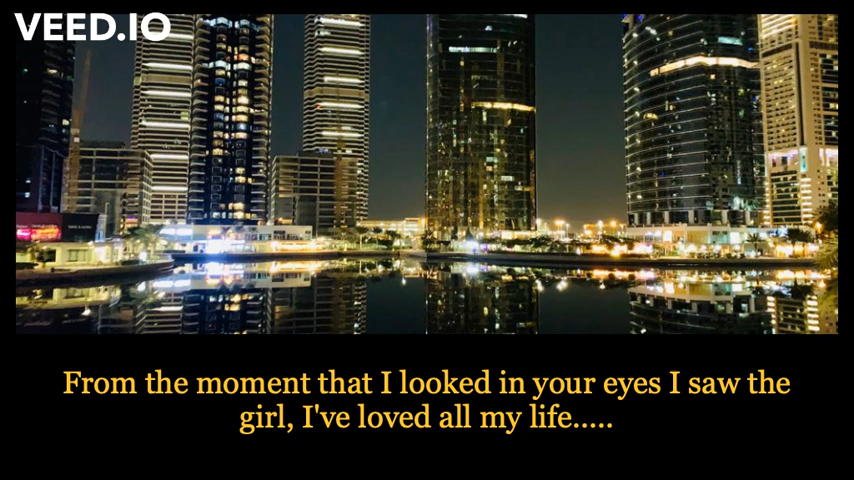 VEED.IO
From the moment that I looked in your eyes I saw the
girl, I've loved all my life.....